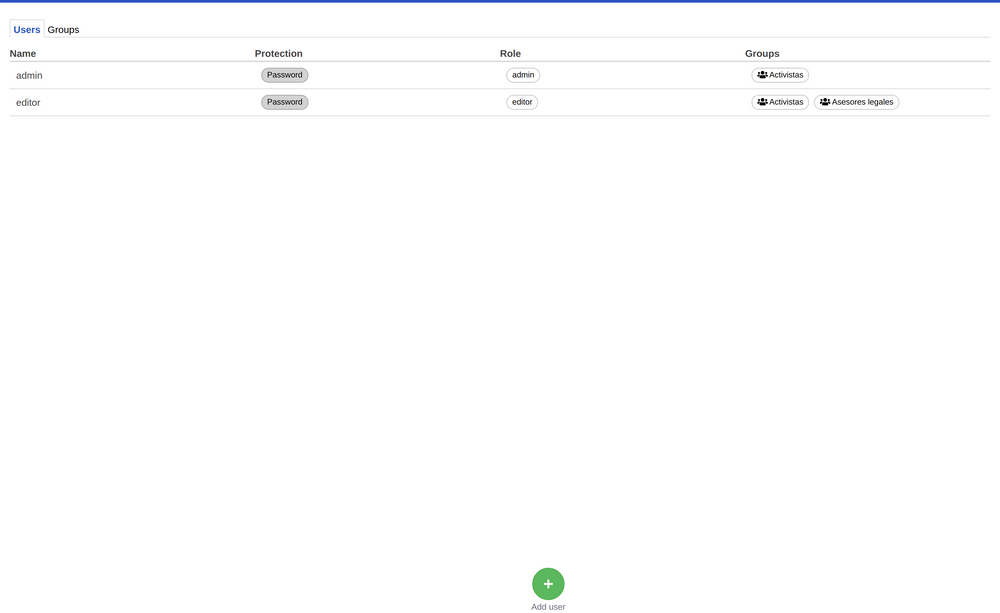 Users Groups
Name Protection Role Groups
admin Password admin Activistas
editor Password editor Activistas Asesores legales
Add user